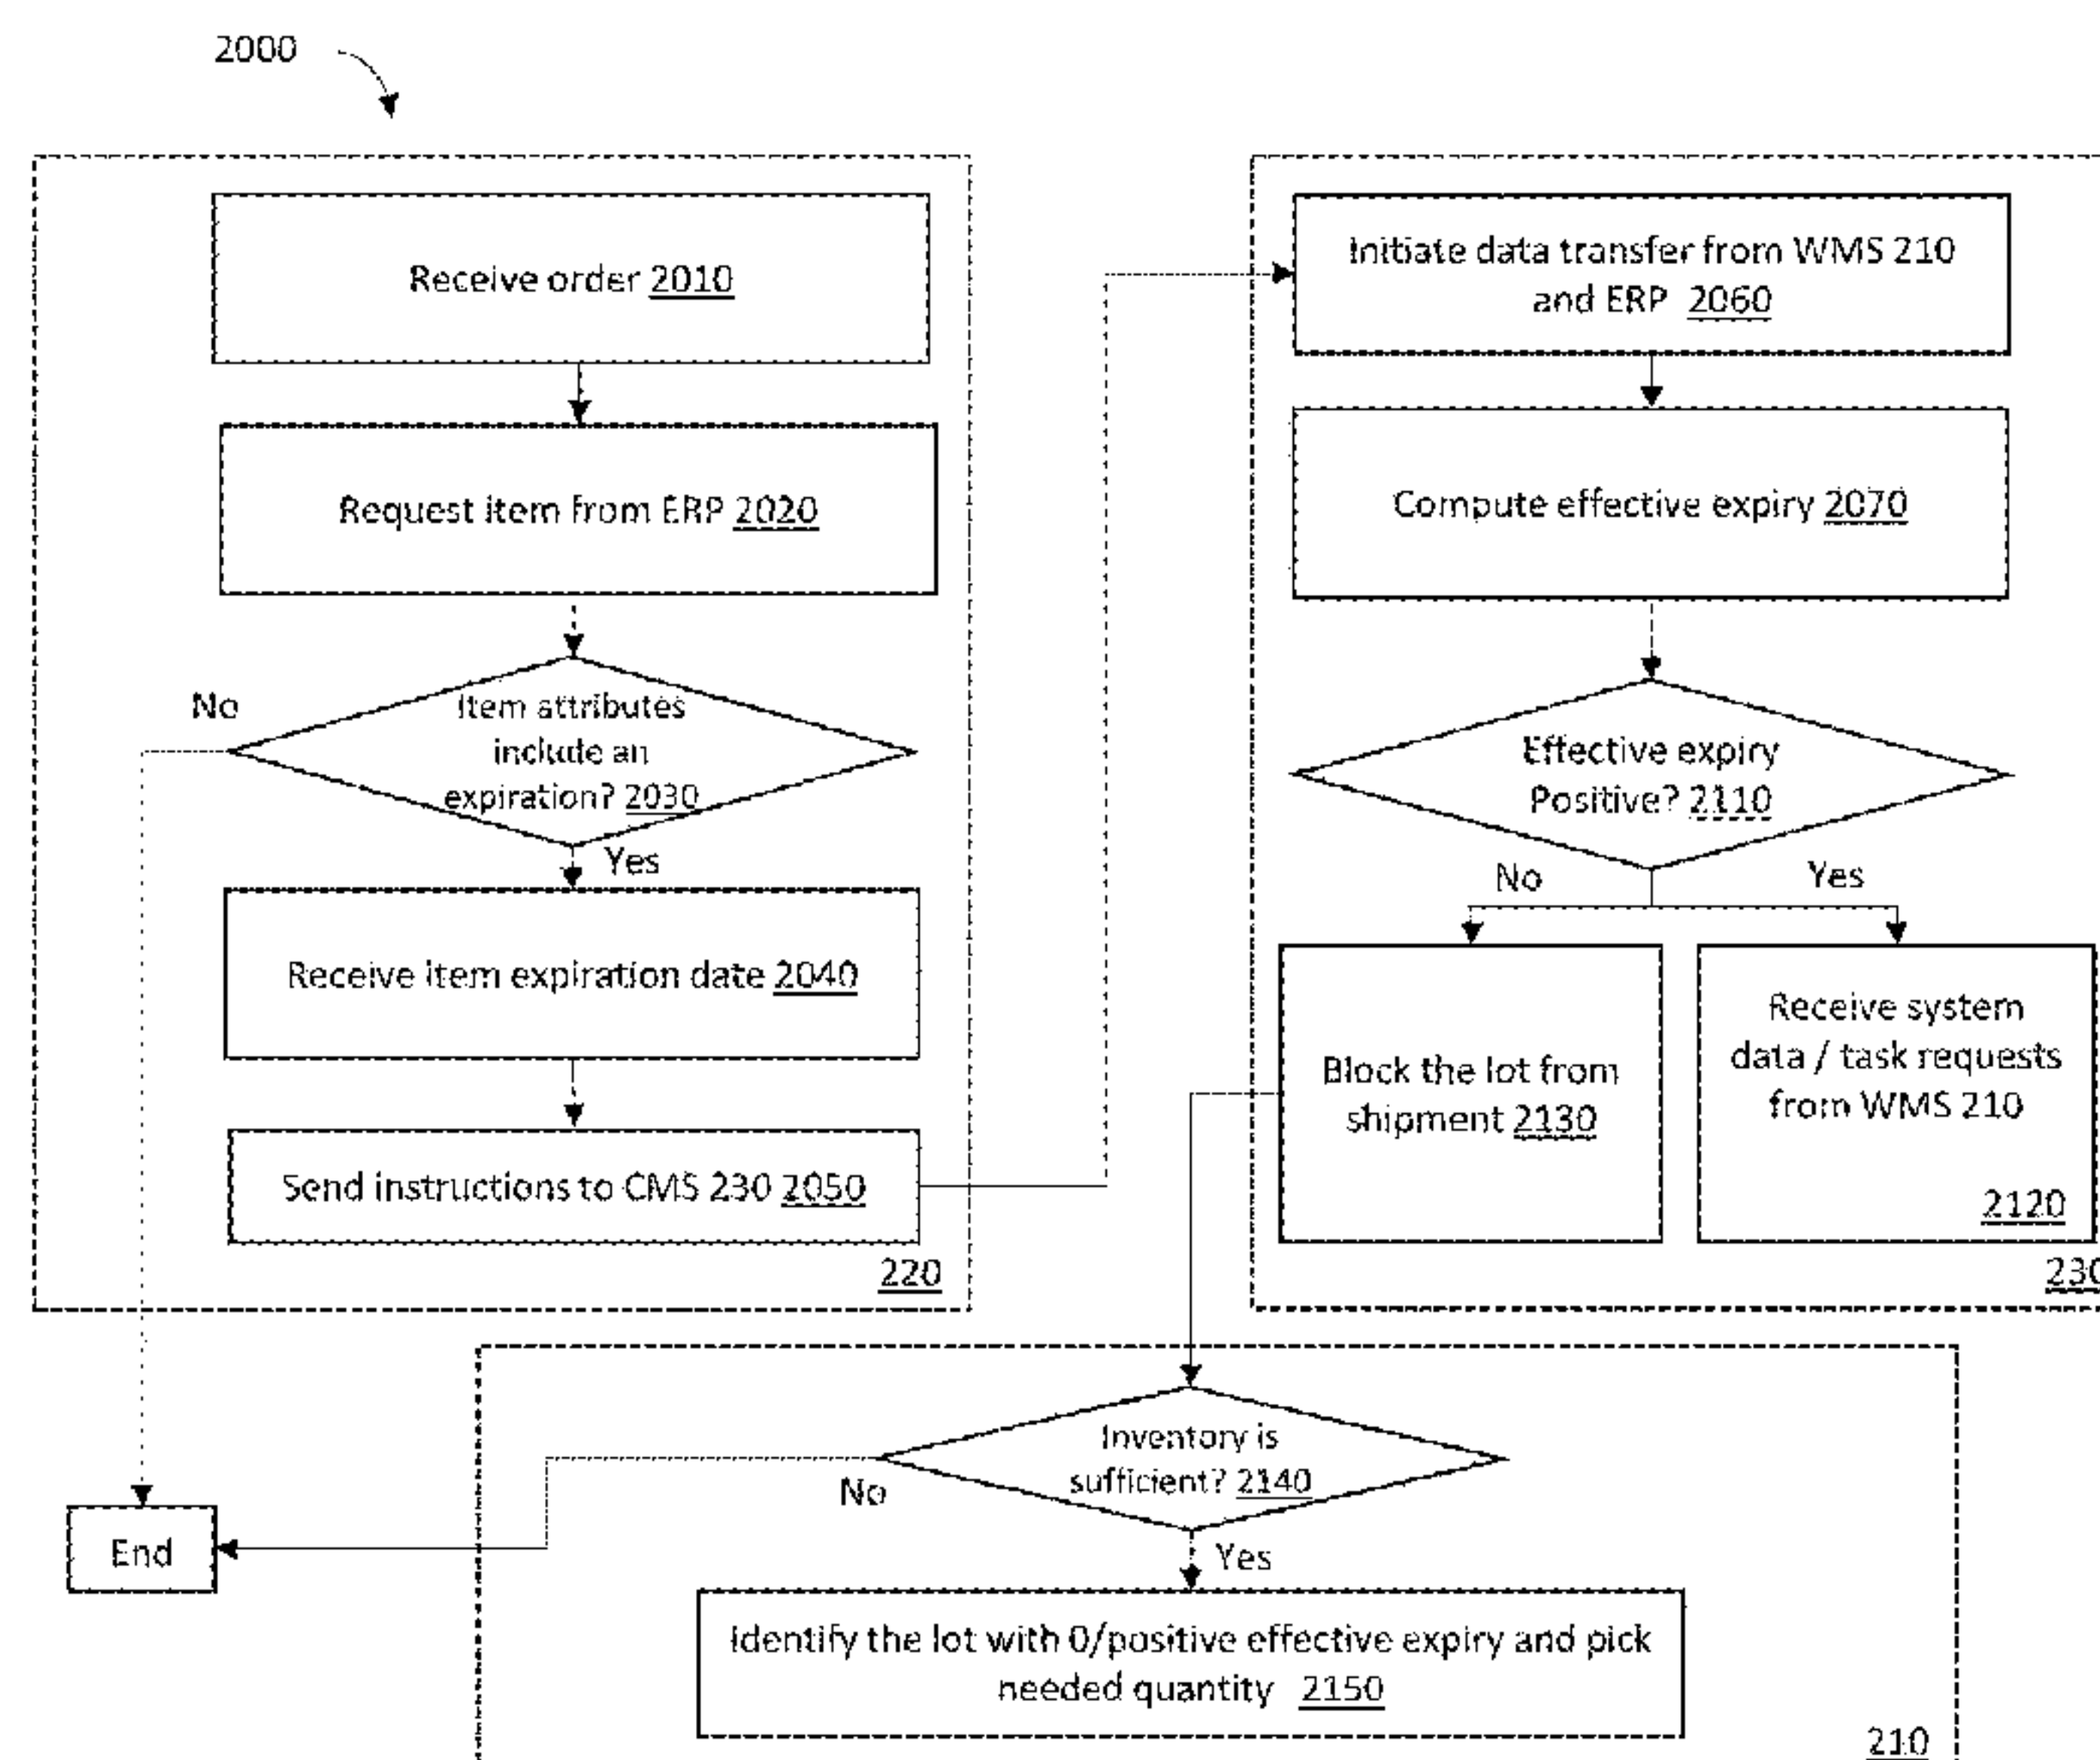 2000
Receive order 2010
Request item from ERP 2020
No
Item attributes
include an
expiration? 2030
Yes
Receive item expiration date 2040
Send instructions to CMS 230 2050
220
Initiate data transfer from WMS 210
and ERP 2060
Compute effective expiry 2070
Effective expiry
Positive? 2110
No
Yes
Block the lot from
shipment 2130
Receive system
data / task requests
from WMS 210
2120
230
Inventory is
sufficient? 2140
No
Yes
End
Identify the lot with 0/positive effective expiry and pick
needed quantity 2150
210